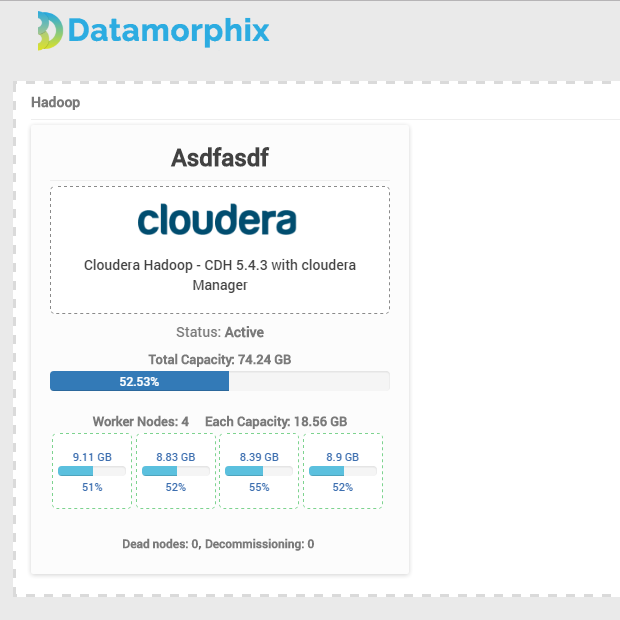 Datamorphix
Hadoop
Asdfasdf
cloudera
Cloudera Hadoop - CDH 5.4.3 with cloudera
Manager
Status: Active
Total Capacity: 74.24 GB
52.53%
Worker Nodes: 4 Each Capacity: 18.56 GB
9.11 GB 8.83 GB 8.39 GB 8.9 GB
51% 52% 55% 52%
Dead nodes: 0, Decommissioning: 0